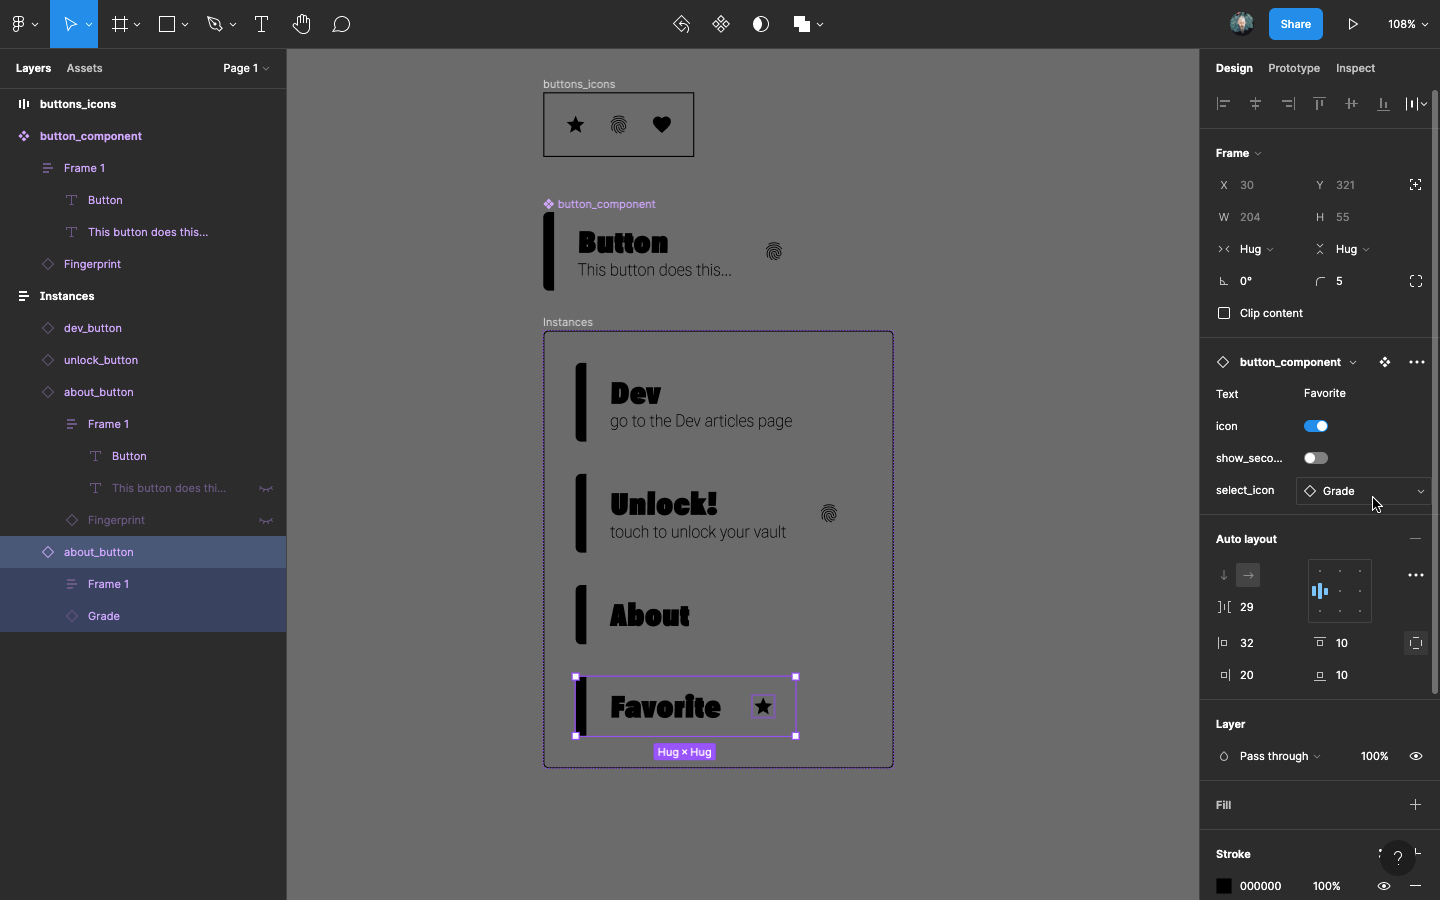 Share
108%
Layers
Assets
Page 1
buttons_icons
button_component
Frame 1
Button
This button does this...
Fingerprint
Instances
dev_button
unlock_button
about_button
Frame 1
Button
This button does thi...
Fingerprint
about_button
Frame 1
Grade
buttons_icons
button_component
Button
This button does this...
Instances
Dev
go to the Dev articles page
Unlock!
touch to unlock your vault
About
Favorite
Hug × Hug
Design
Prototype
Inspect
Frame
X 30
Y 321
W 204
H 55
Hug
Hug
0°
5
Clip content
button_component
Text
Favorite
icon
show_seco...
select_icon
Grade
Auto layout
29
32
10
20
10
Layer
Pass through
100%
Fill
Stroke
?
000000
100%